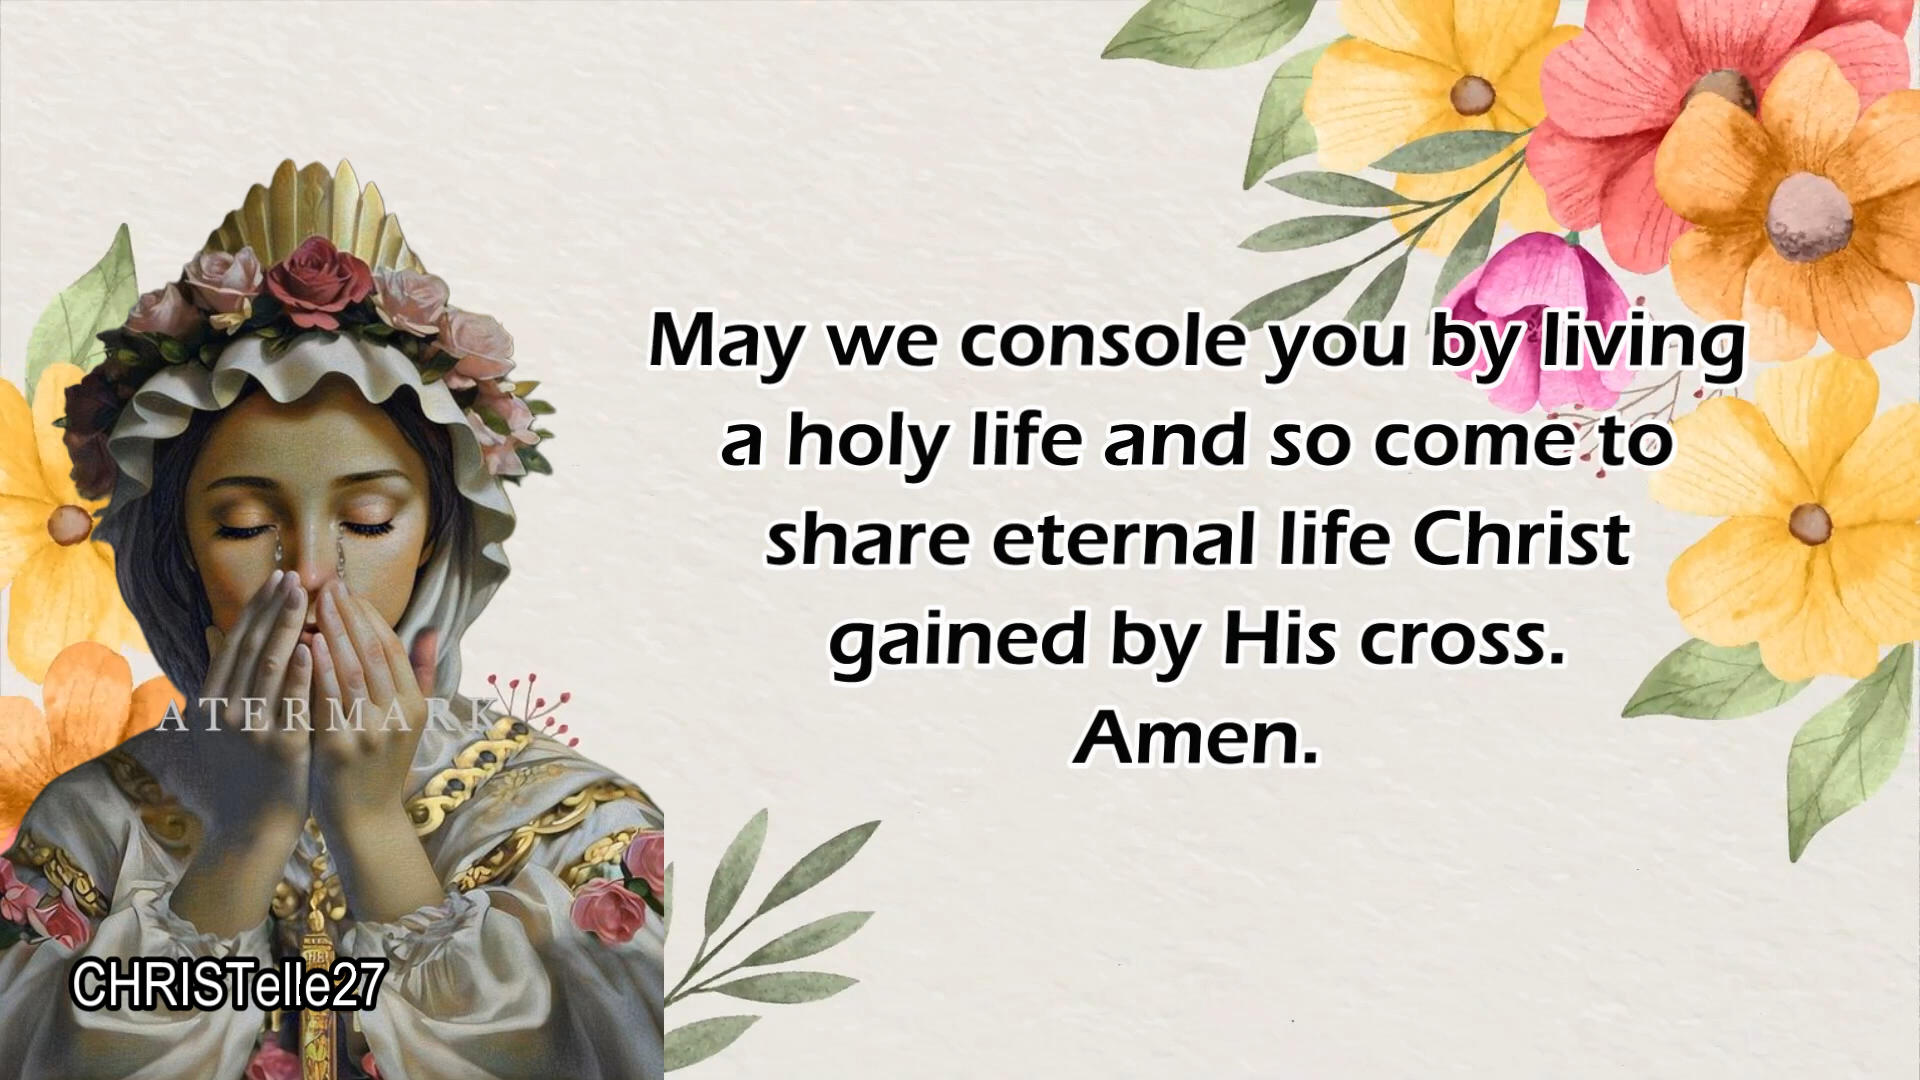 May we console you by living
a holy life and so come to
share eternal life Christ
gained by His cross.
Amen.
ATERMARK
CHRISTelle27